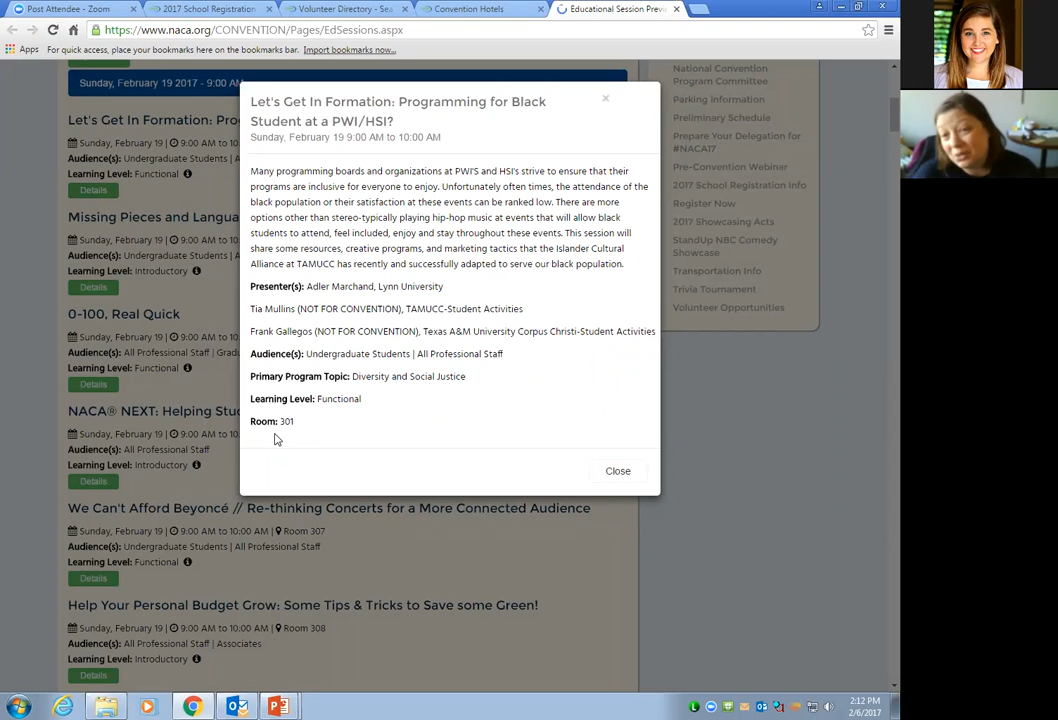 Post Attendee - Zoom
2017 School Registration
Volunteer Directory - Sea
Convention Hotels
Educational Session Previ
https://www.naca.org/CONVENTION/Pages/EdSessions.aspx
Apps For quick access, place your bookmarks here on the bookmarks bar. Import bookmarks now...
Sunday, February 19 2017 - 9:00 AM
Let's Get In Formation: Pro
Sunday, February 19 | 9:00 AM to
Audience(s): Undergraduate Students | A
Learning Level: Functional
Details
Missing Pieces and Langua
Sunday, February 19 | 9:00 AM to
Audience(s): Undergraduate Students | A
Learning Level: Introductory
Details
0-100, Real Quick
Sunday, February 19 | 9:00 AM to
Audience(s): All Professional Staff | Gradu
Learning Level: Functional
Details
NACA® NEXT: Helping Stud
Sunday, February 19 | 9:00 AM to
Audience(s): All Professional Staff
Learning Level: Introductory
Details
We Can't Afford Beyoncé // Re-thinking Concerts for a More Connected Audience
Sunday, February 19 | 9:00 AM to 10:00 AM | Room 307
Audience(s): Undergraduate Students | All Professional Staff
Learning Level: Functional
Details
Help Your Personal Budget Grow: Some Tips & Tricks to Save some Green!
Sunday, February 19 | 9:00 AM to 10:00 AM | Room 308
Audience(s): All Professional Staff | Associates
Learning Level: Introductory
Details
Let's Get In Formation: Programming for Black
Student at a PWI/HSI?
×
Sunday, February 19 9:00 AM to 10:00 AM
Many programming boards and organizations at PWI'S and HSI's strive to ensure that their
programs are inclusive for everyone to enjoy. Unfortunately often times, the attendance of the
black population or their satisfaction at these events can be ranked low. There are more
options other than stereo-typically playing hip-hop music at events that will allow black
students to attend, feel included, enjoy and stay throughout these events. This session will
share some resources, creative programs, and marketing tactics that the Islander Cultural
Alliance at TAMUCC has recently and successfully adapted to serve our black population.
Presenter(s): Adler Marchand, Lynn University
Tia Mullins (NOT FOR CONVENTION), TAMUCC-Student Activities
Frank Gallegos (NOT FOR CONVENTION), Texas A&M University Corpus Christi-Student Activities
Audience(s): Undergraduate Students | All Professional Staff
Primary Program Topic: Diversity and Social Justice
Learning Level: Functional
Room: 301
Close
National Convention
Program Committee
Parking Information
Preliminary Schedule
Prepare Your Delegation for
#NACA17
Pre-Convention Webinar
2017 School Registration Info
Register Now
2017 Showcasing Acts
StandUp NBC Comedy
Showcase
Transportation Info
Trivia Tournament
Volunteer Opportunities
2:12 PM
2/6/2017